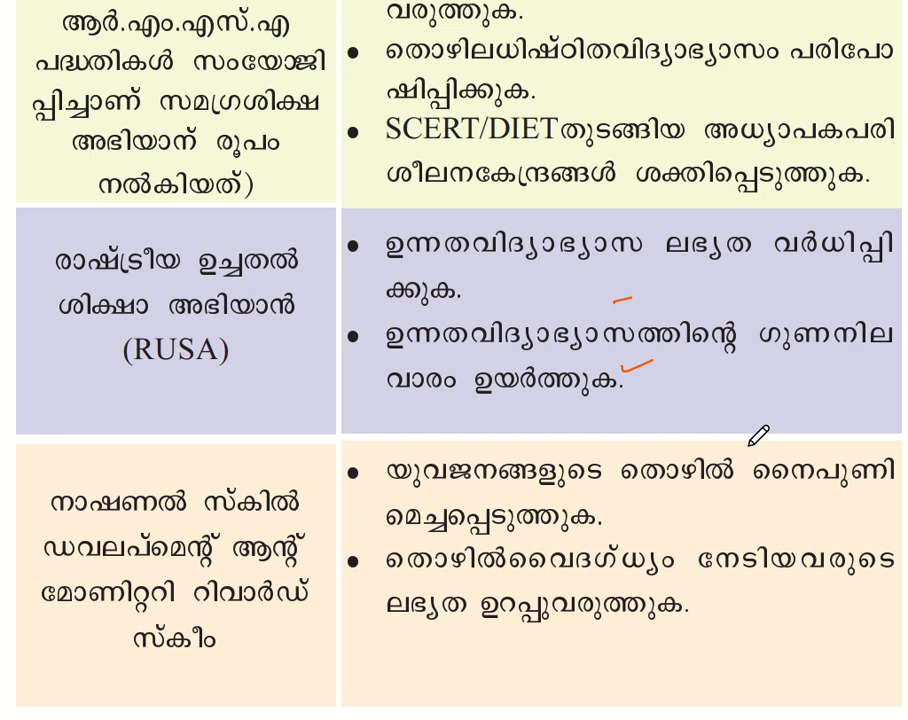 ആർ.എം.എസ്.എ
പദ്ധതികൾ സംയോജി
പ്പിച്ചാണ് സമഗ്രശിക്ഷ
അഭിയാന് രൂപം
നൽകിയത്)
വരുത്തുക.
• തൊഴിലധിഷ്ഠിതവിദ്യാഭ്യാസം പരിപോ
ഷിപ്പിക്കുക.
• SCERT/DIETതുടങ്ങിയ അധ്യാപകപരി
ശീലനകേന്ദ്രങ്ങൾ ശക്തിപ്പെടുത്തുക.
രാഷ്ട്രീയ ഉച്ചതൽ
ശിക്ഷാ അഭിയാൻ
(RUSA)
• ഉന്നതവിദ്യാഭ്യാസ ലഭ്യത വർധിപ്പി
ക്കുക.
• ഉന്നതവിദ്യാഭ്യാസത്തിന്റെ ഗുണനില
വാരം ഉയർത്തുക.
നാഷണൽ സ്കിൽ
ഡവലപ്മെന്റ് ആന്റ്
മോണിറ്ററി റിവാർഡ്
സ്കീം
• യുവജനങ്ങളുടെ തൊഴിൽ നൈപുണി
മെച്ചപ്പെടുത്തുക.
• തൊഴിൽവൈദഗ്ധ്യം നേടിയവരുടെ
ലഭ്യത ഉറപ്പുവരുത്തുക.